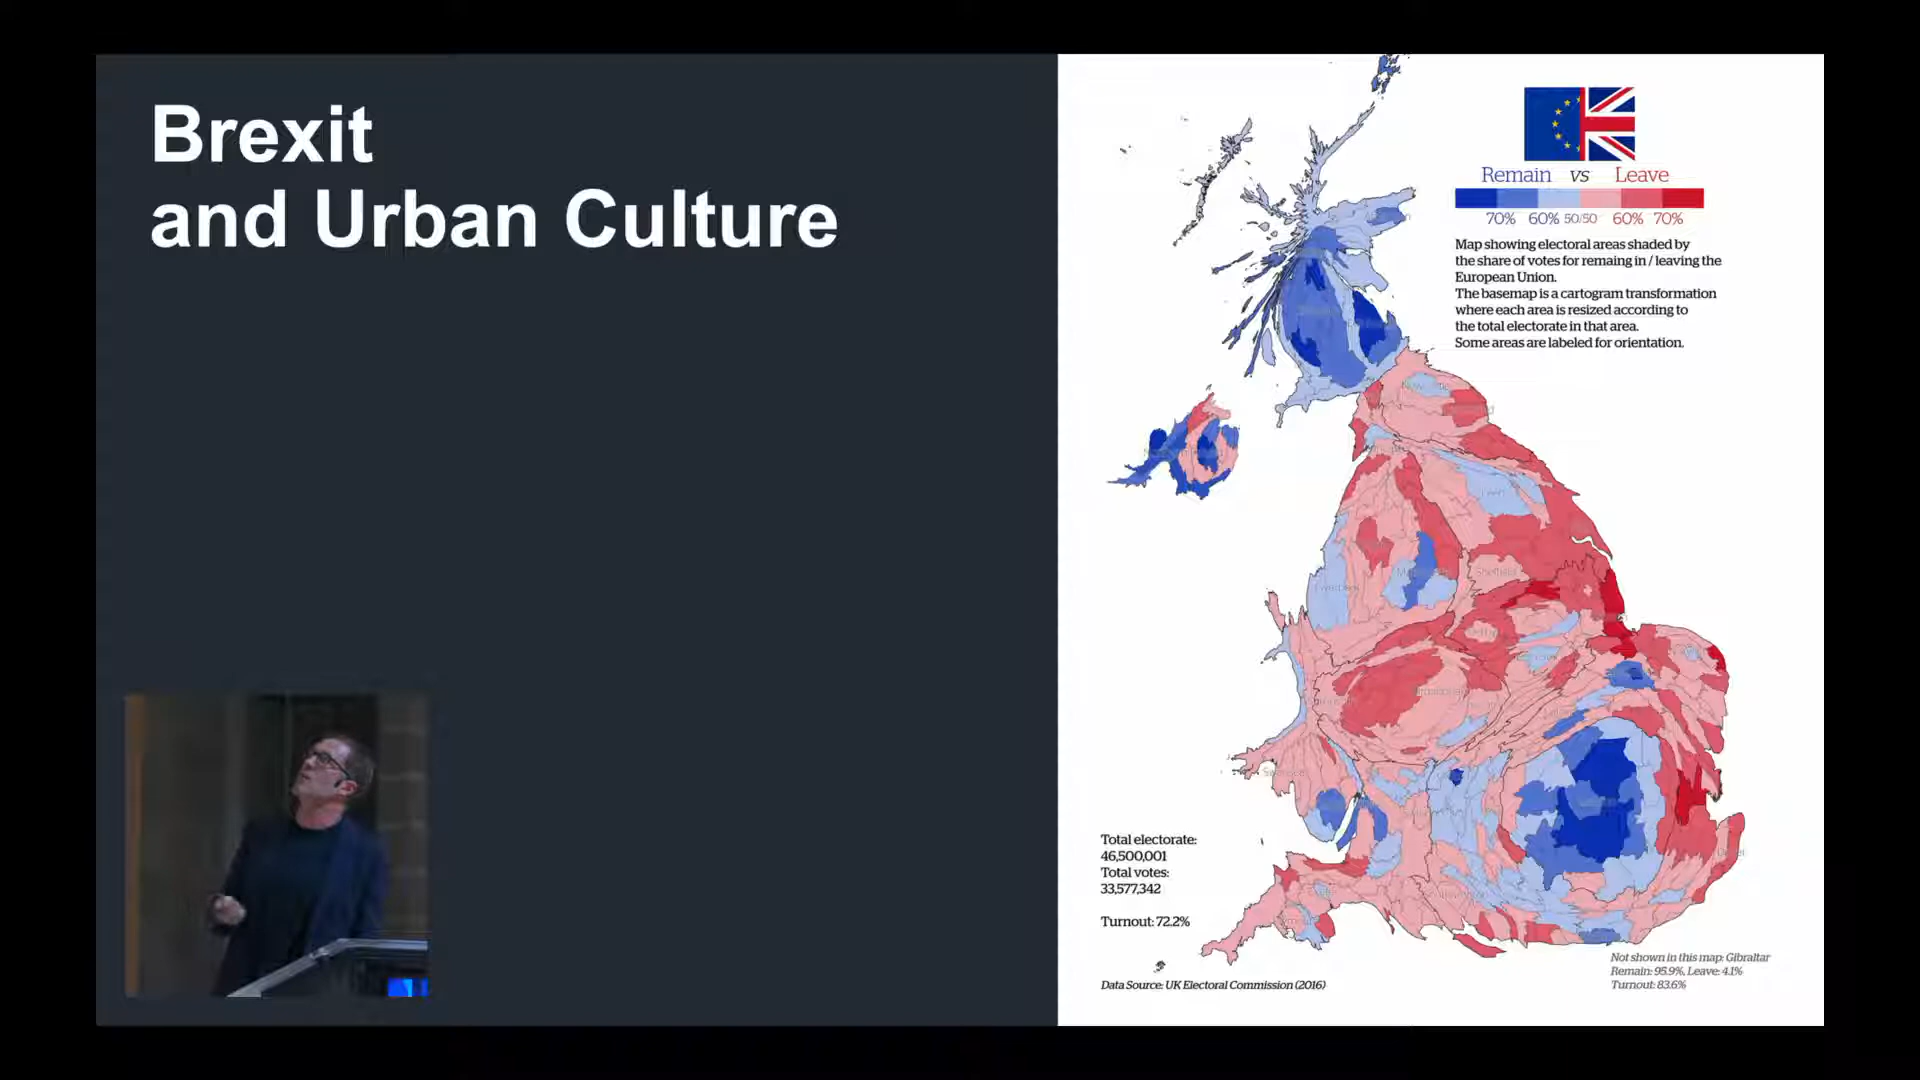 Brexit
and Urban Culture
Remain vs Leave
70% 60% 50/50 60% 70%
Map showing electoral areas shaded by
the share of votes for remaing in / leaving the
European Union.
The basemap is a cartogram transformation
where each area is resized according to
the total electorate in that area.
Some areas are labeled for orientation.
Sheffield
Total electorate:
46,500,001
Total votes:
33,577,342
Turnout: 72.2%
Not shown in this map: Gibraltar
Remain: 95.9%, Leave: 4.1%
Turnout: 83.6%
Data Source: UK Electoral Commission (2016)